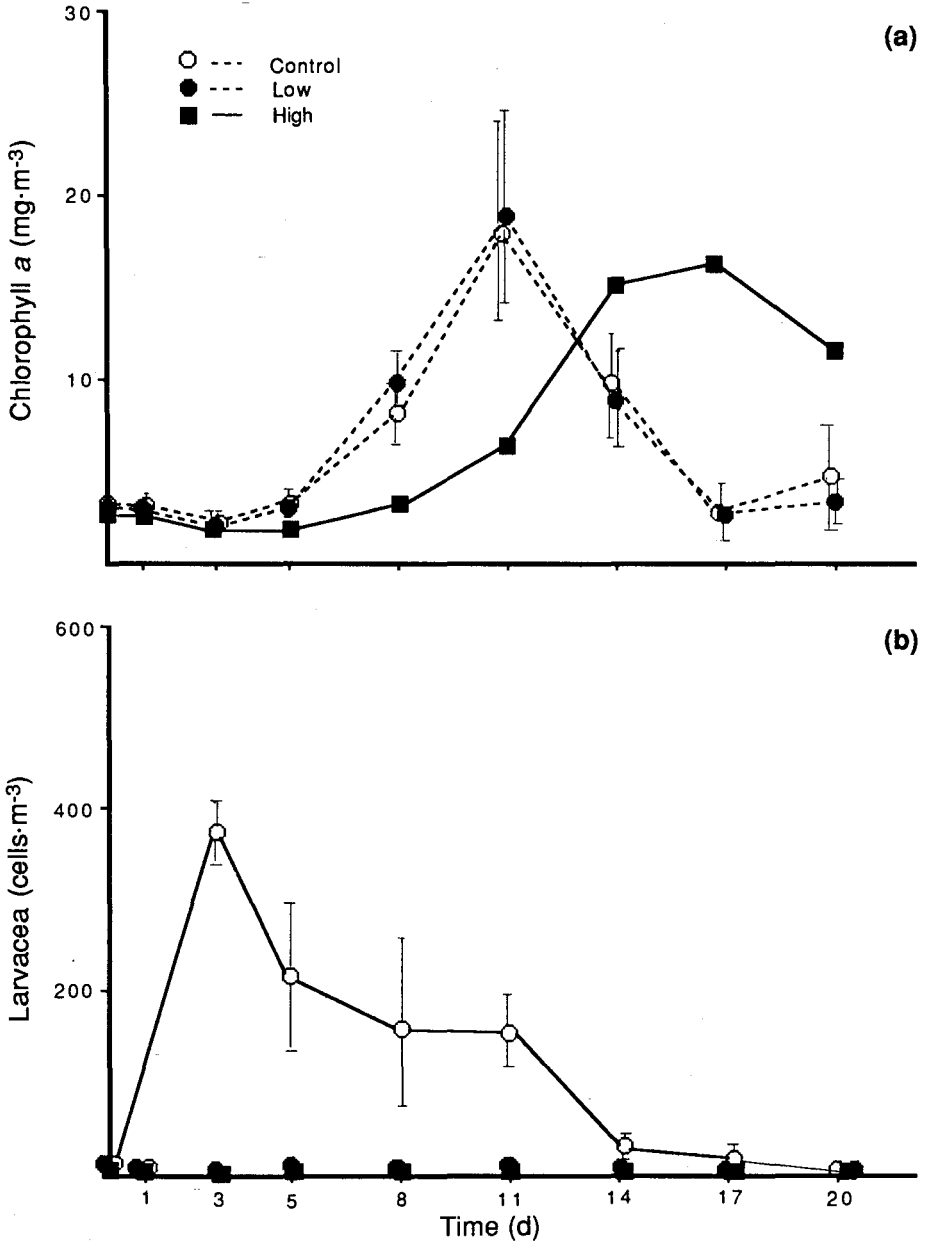 (a)
30
20
10
Chlorophyll a (mg·m-3)
Control
Low
High
(b)
600
400
200
Larvacea (cells·m-3)
1 3 5 8 11 14 17 20
Time (d)